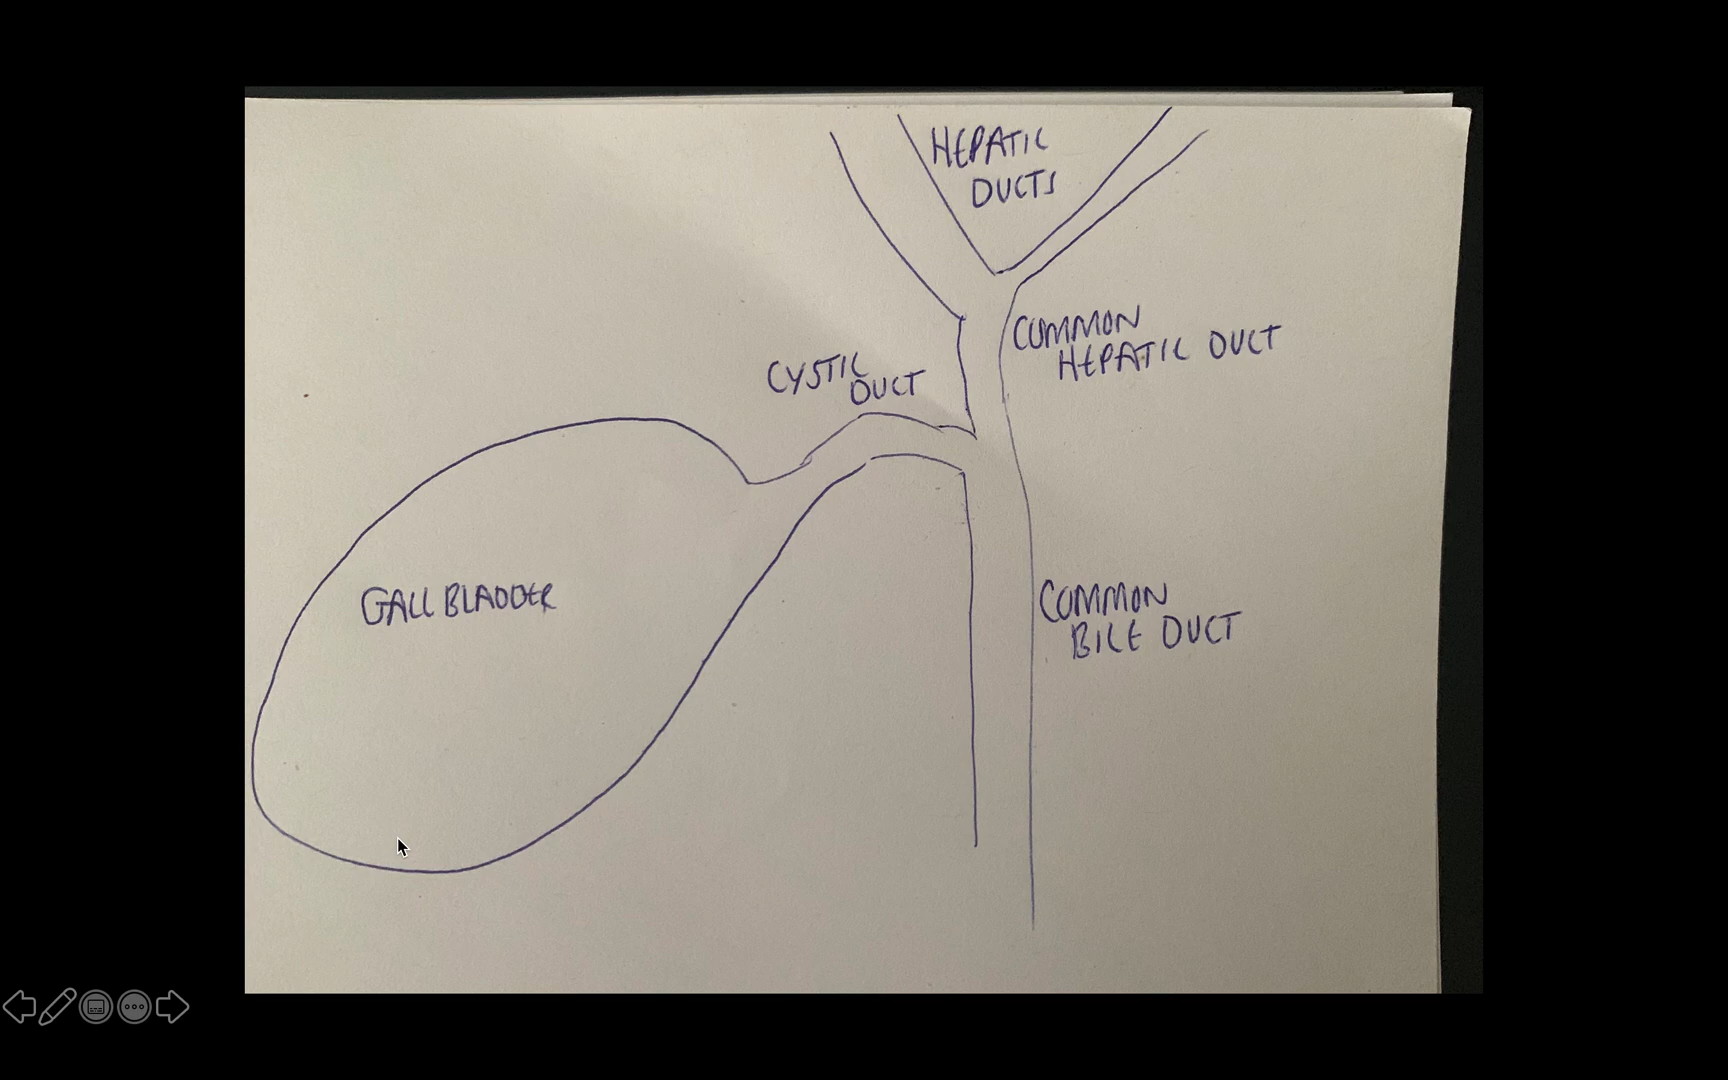 HEPATIC
DUCTS
COMMON
HEPATIC DUCT
CYSTIC
DUCT
GALL BLADDER
COMMON
BILE DUCT